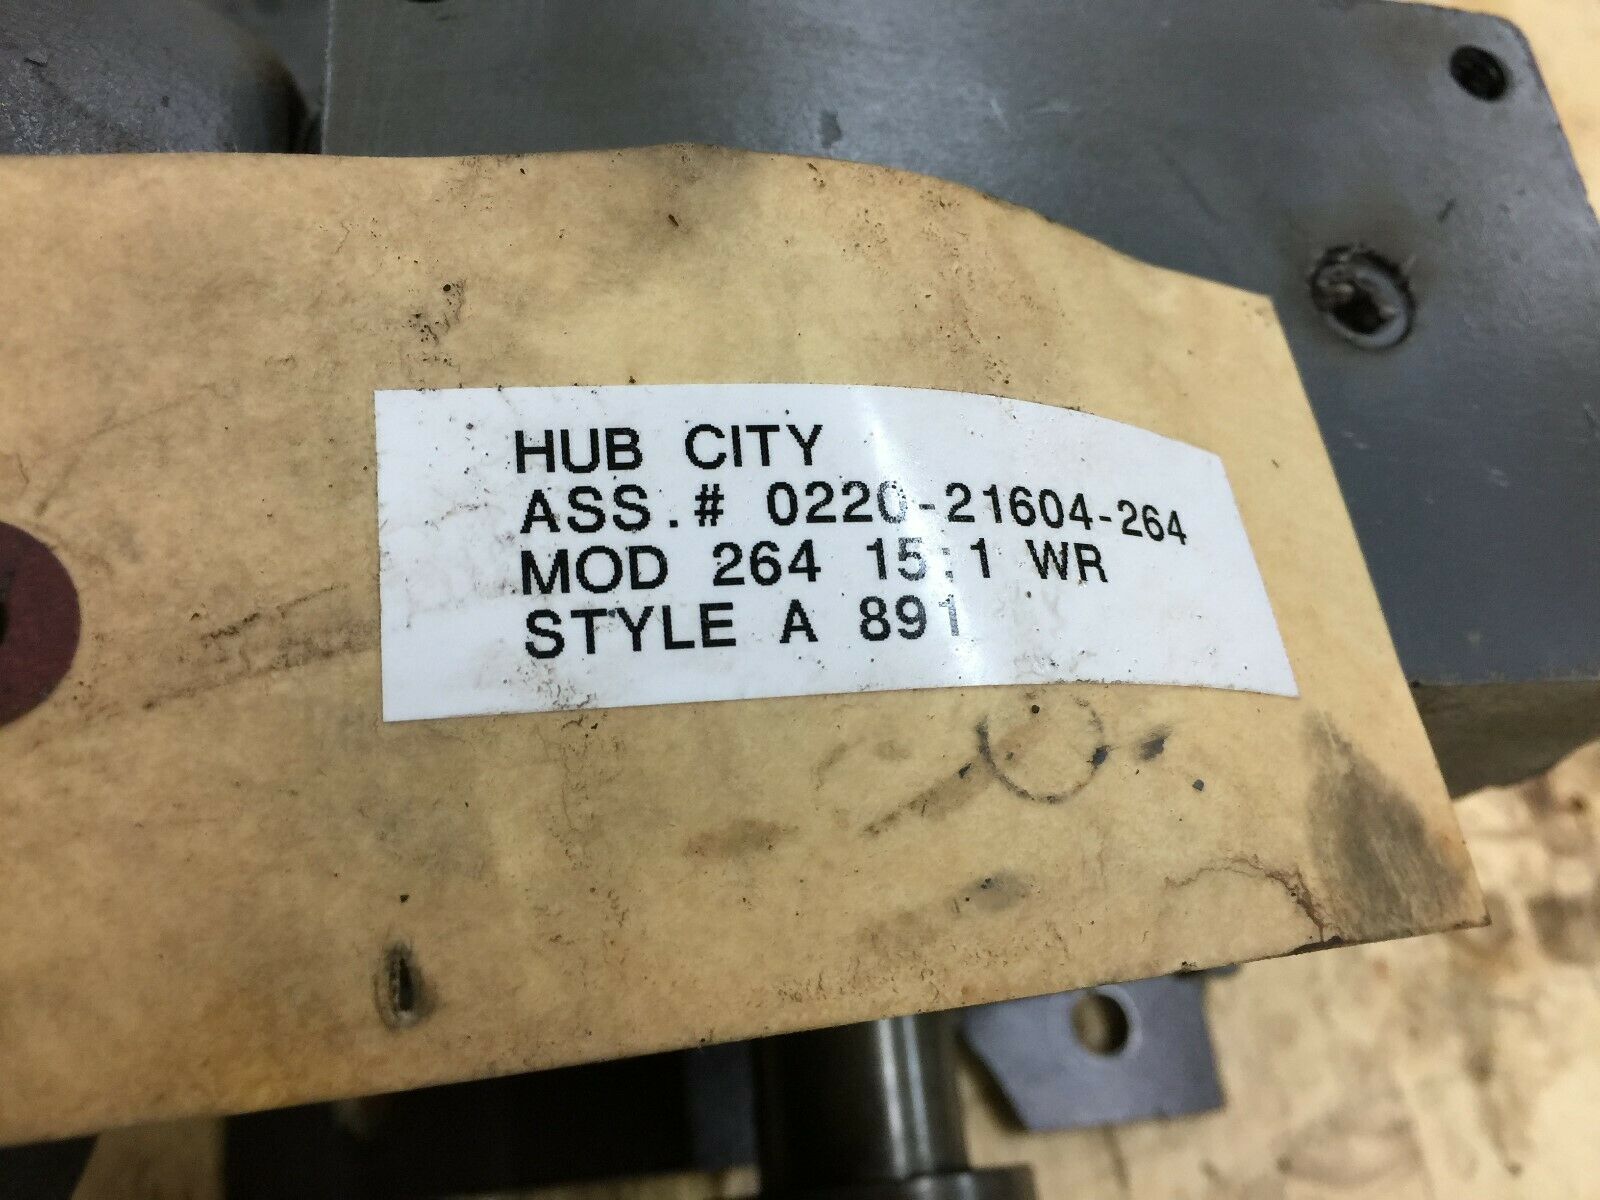 HUB CITY
ASS.# 0220-21604-264
MOD 264 15:1 WR
STYLE A 891